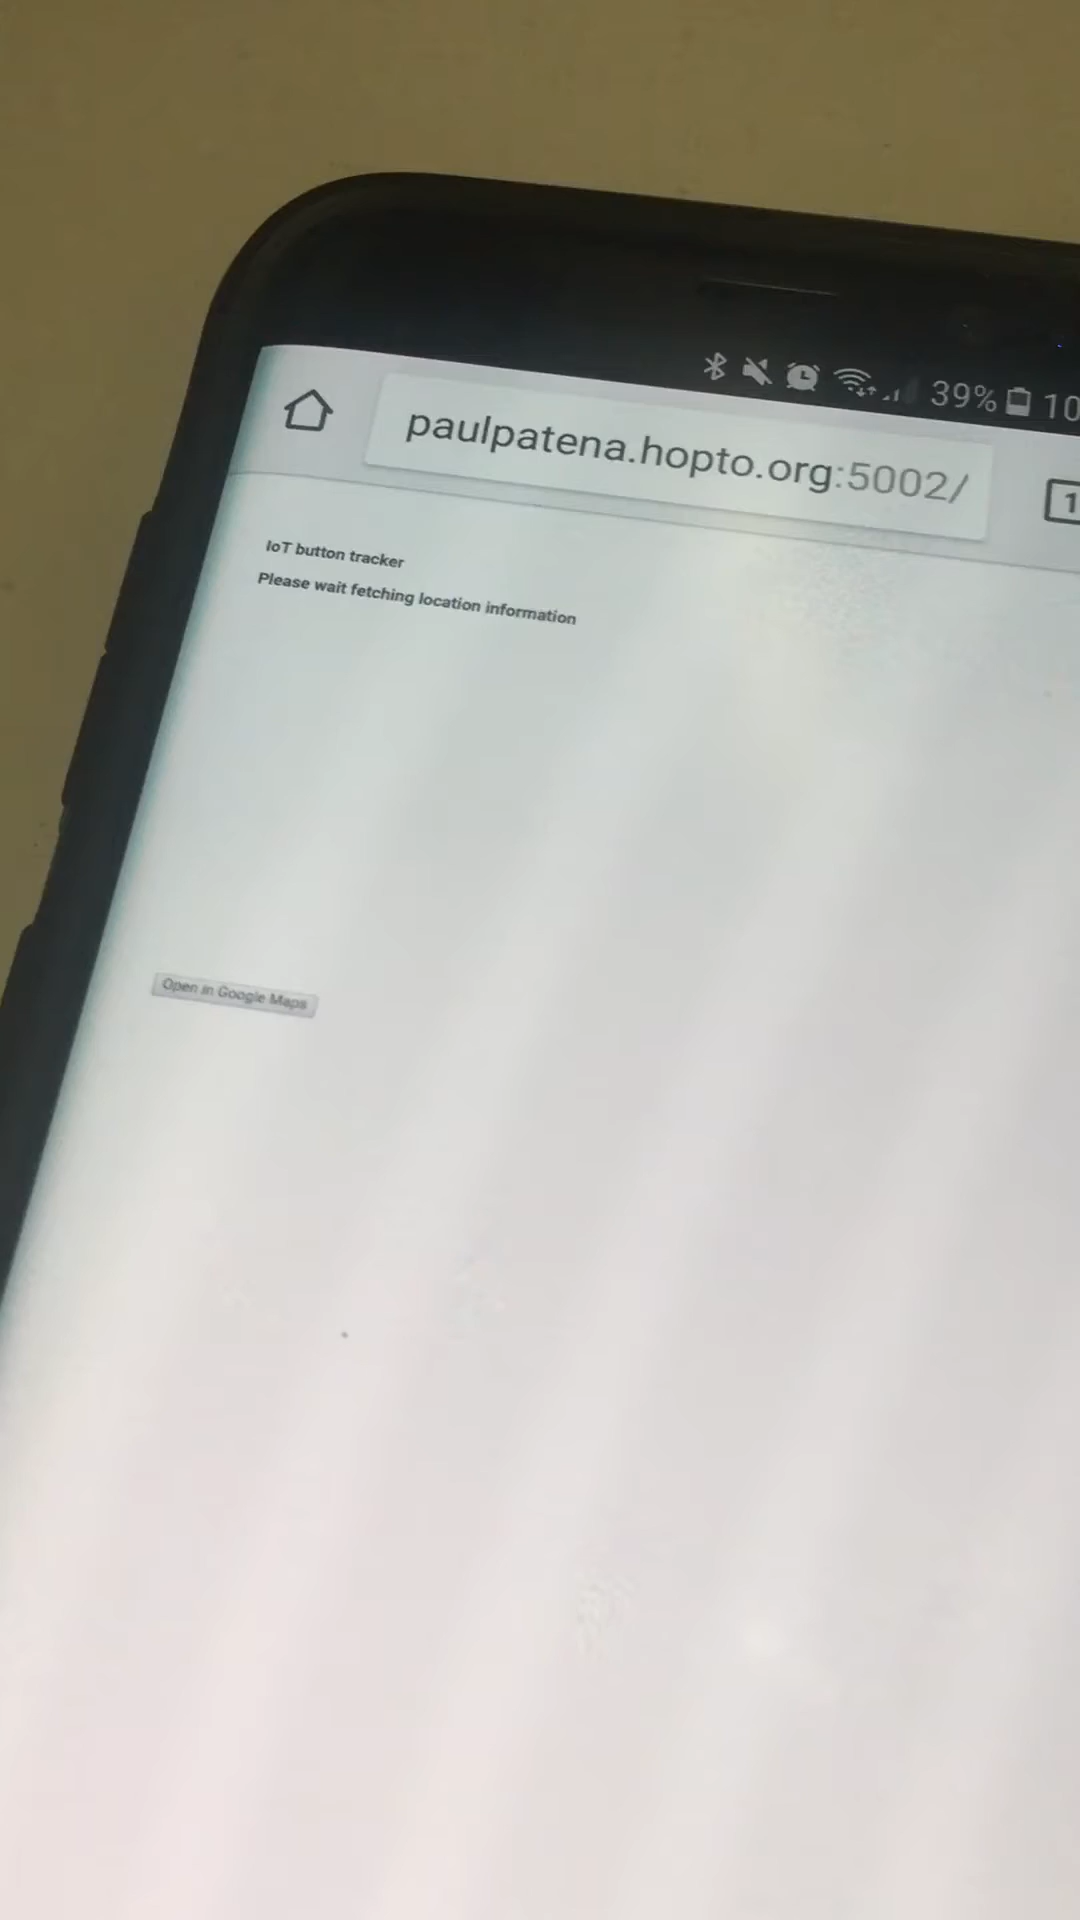 39% 10
paulpatena.hopto.org:5002/
1
IoT button tracker
Please wait fetching location information
Open in Google Maps